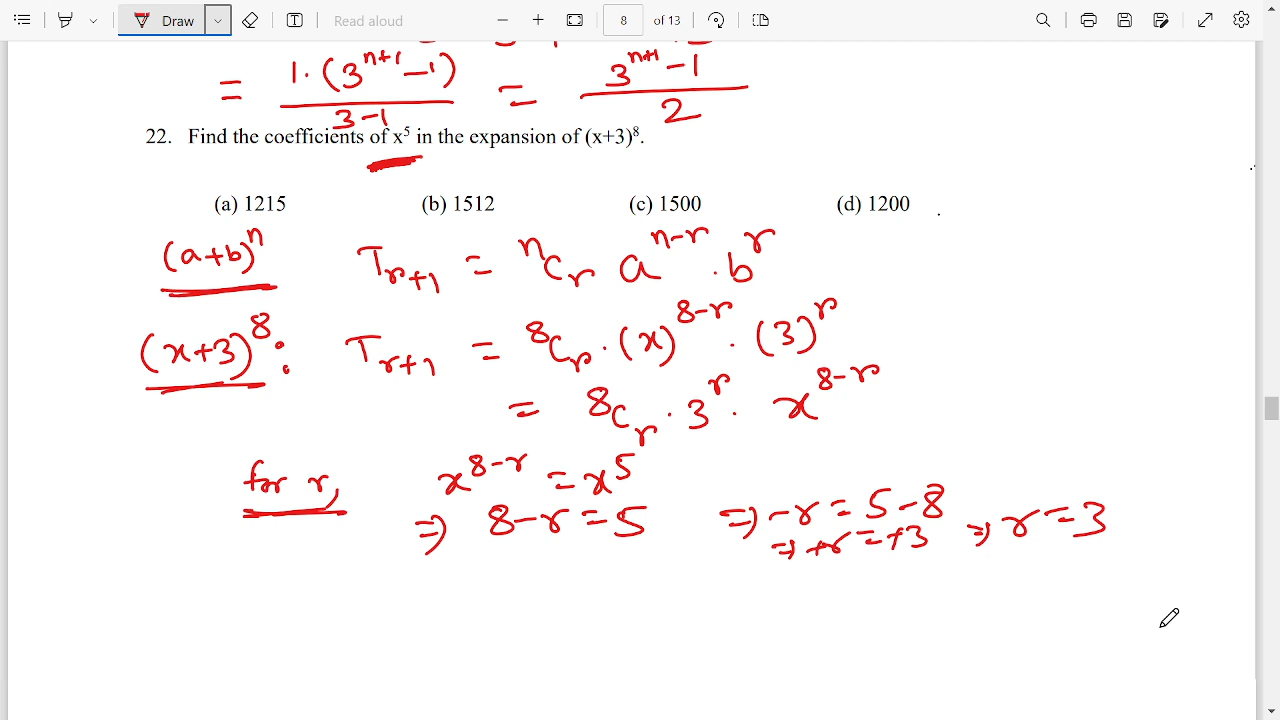 Draw
Read aloud
8 of 13
= 1·(3^{n+1} −1) / 3−1 = 3^{n+1} −1 / 2
22. Find the coefficients of x⁵ in the expansion of (x+3)⁸.
(a) 1215 (b) 1512 (c) 1500 (d) 1200 .
(a+b)^n T_{r+1} = ^nC_r a^{n−r} · b^r
(x+3)^8 : T_{r+1} = ^8C_r · (x)^{8−r} · (3)^r
= 8C_r · 3^r · x^{8−r}
for r, x^{8−r} = x^5
⇒ 8−r = 5 ⇒ −r = 5−8
⇒ +r = +3 ⇒ r = 3